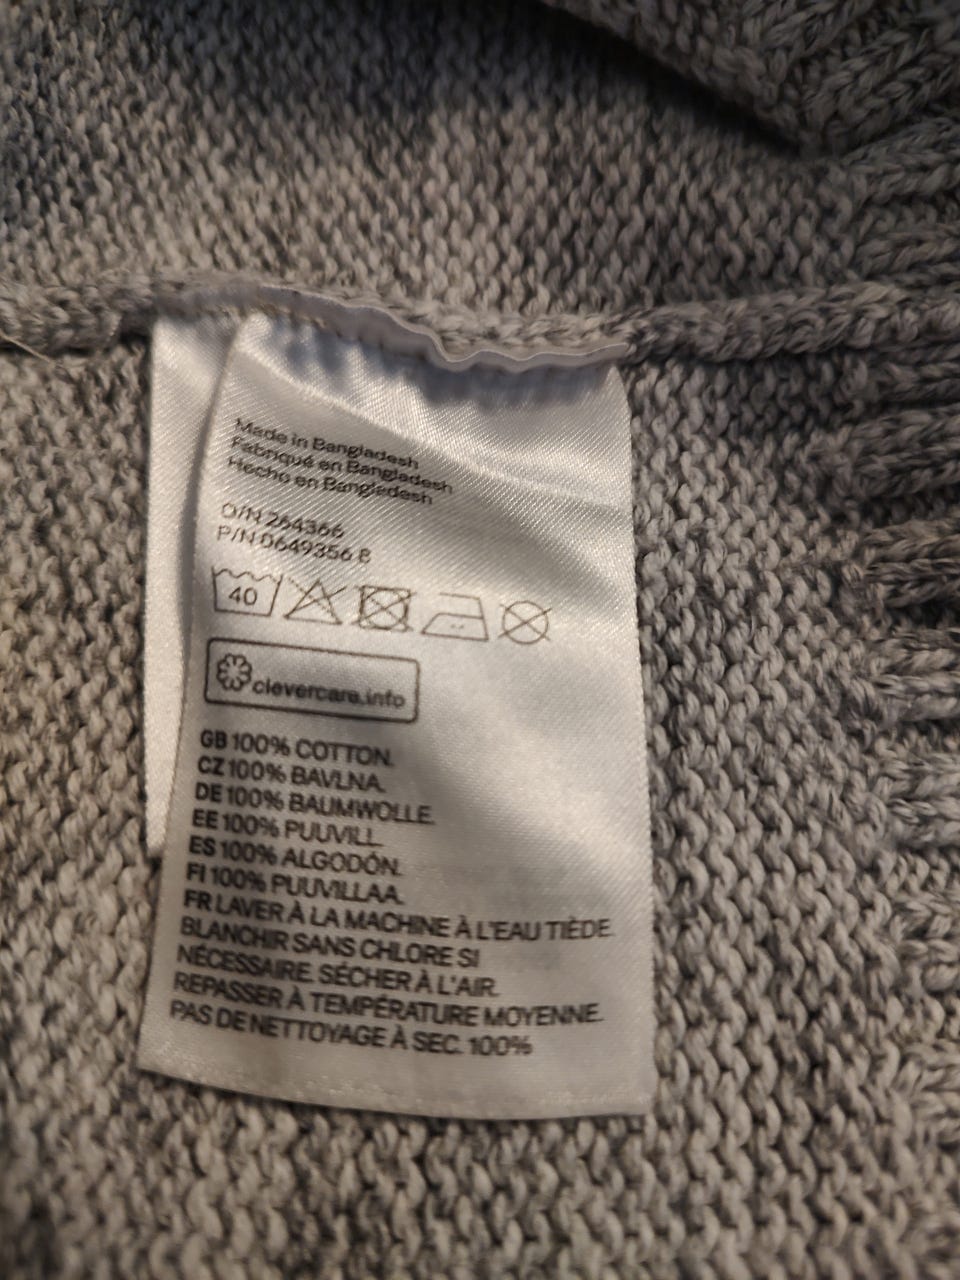 Made in Bangladesh
Fabriqué en Bangladesh
Hecho en Bangladesh
O/N 264366
P/N 0649356 8
40
clevercare.info
GB 100% COTTON.
CZ 100% BAVLNA.
DE 100% BAUMWOLLE.
EE 100% PUUVILL.
ES 100% ALGODÓN.
FI 100% PUUVILLAA.
FR LAVER À LA MACHINE À L'EAU TIÈDE.
BLANCHIR SANS CHLORE SI
NÉCESSAIRE. SÉCHER À L'AIR.
REPASSER À TEMPÉRATURE MOYENNE.
PAS DE NETTOYAGE À SEC. 100%